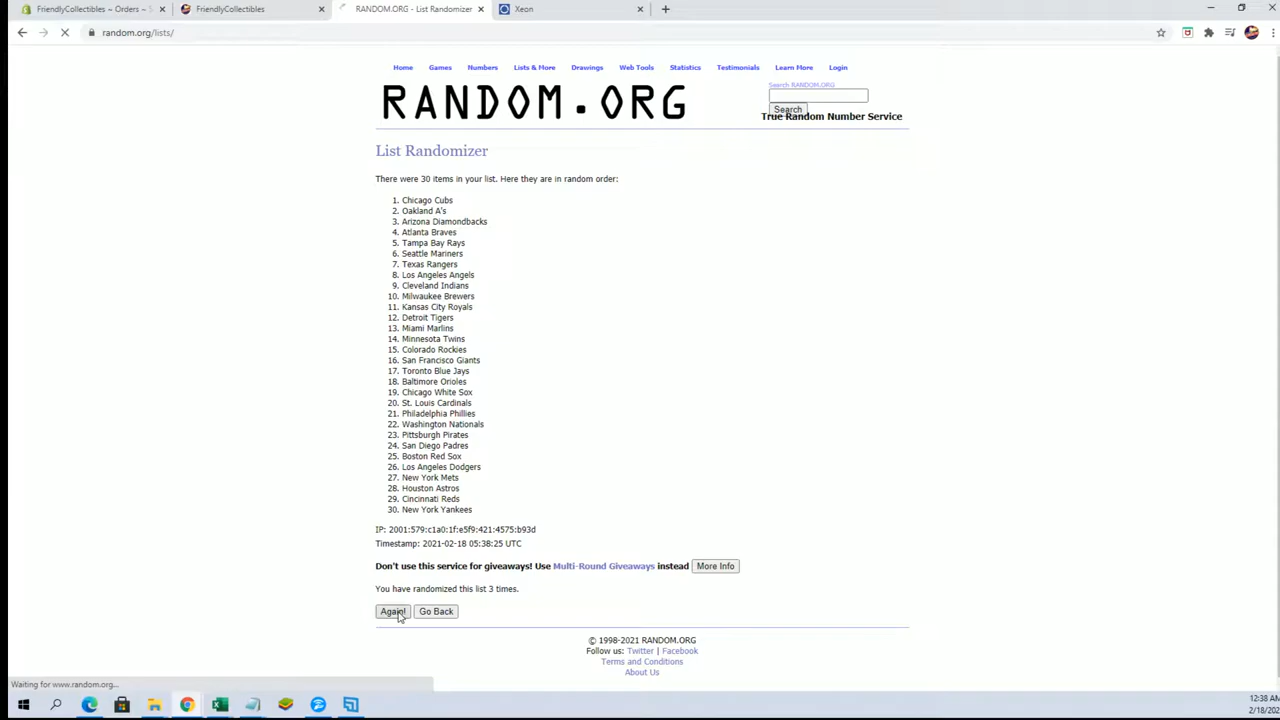 FriendlyCollectibles ~ Orders ~ S
FriendlyCollectibles
RANDOM.ORG - List Randomizer
Xeon
random.org/lists/
Home
Games
Numbers
Lists & More
Drawings
Web Tools
Statistics
Testimonials
Learn More
Login
RANDOM.ORG
Search RANDOM.ORG
Search
True Random Number Service
List Randomizer
There were 30 items in your list. Here they are in random order:
1. Chicago Cubs
2. Oakland A's
3. Arizona Diamondbacks
4. Atlanta Braves
5. Tampa Bay Rays
6. Seattle Mariners
7. Texas Rangers
8. Los Angeles Angels
9. Cleveland Indians
10. Milwaukee Brewers
11. Kansas City Royals
12. Detroit Tigers
13. Miami Marlins
14. Minnesota Twins
15. Colorado Rockies
16. San Francisco Giants
17. Toronto Blue Jays
18. Baltimore Orioles
19. Chicago White Sox
20. St. Louis Cardinals
21. Philadelphia Phillies
22. Washington Nationals
23. Pittsburgh Pirates
24. San Diego Padres
25. Boston Red Sox
26. Los Angeles Dodgers
27. New York Mets
28. Houston Astros
29. Cincinnati Reds
30. New York Yankees
IP: 2001:579:c1a0:1f:e5f9:421:4575:b93d
Timestamp: 2021-02-18 05:38:25 UTC
Don't use this service for giveaways! Use Multi-Round Giveaways instead More Info
You have randomized this list 3 times.
Again! Go Back
© 1998-2021 RANDOM.ORG
Follow us: Twitter | Facebook
Terms and Conditions
About Us
Waiting for www.random.org...
12:38 AM
2/18/202